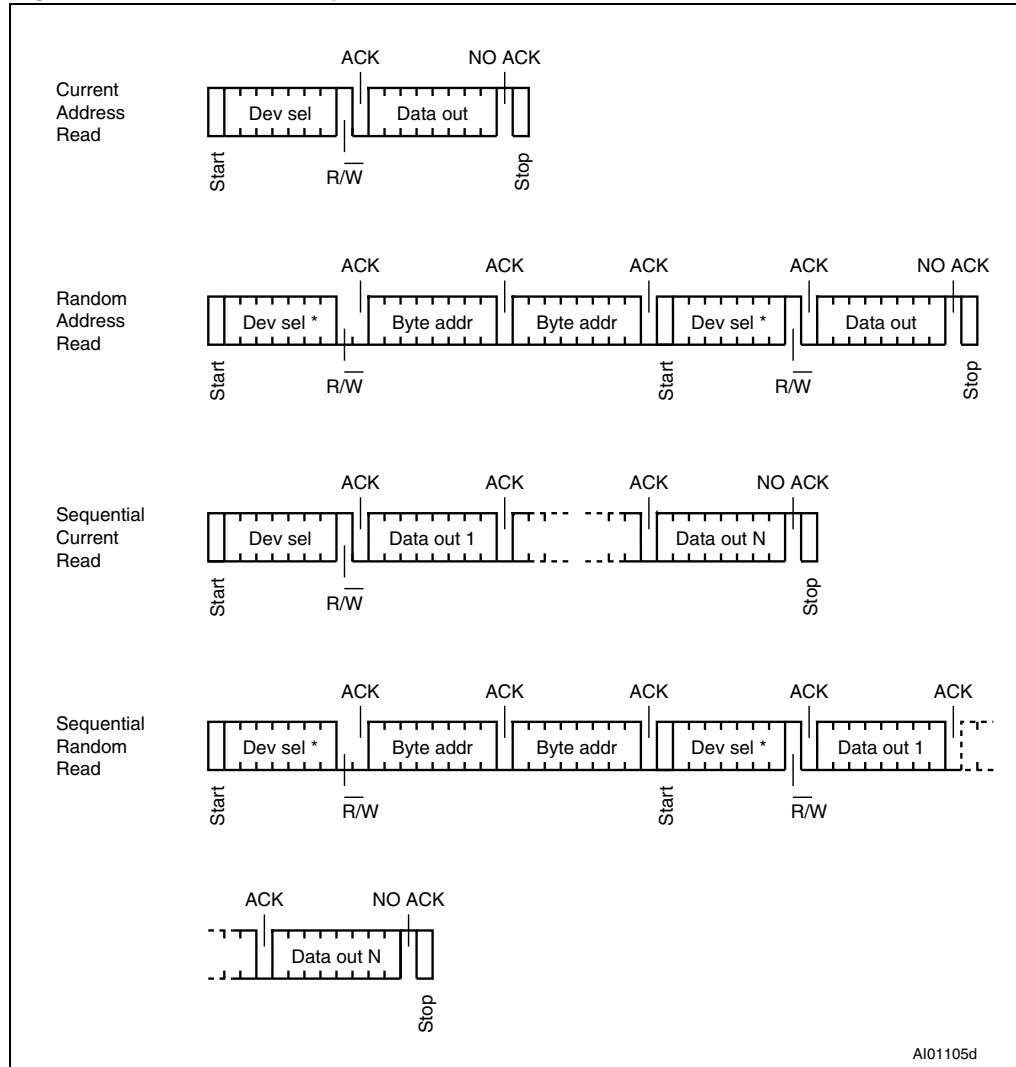 ACK NO ACK
Current
Address
Read
Dev sel Data out
Start R/W̅ Stop
ACK ACK ACK ACK NO ACK
Random
Address
Read
Dev sel * Byte addr Byte addr Dev sel * Data out
Start R/W̅ Start R/W̅ Stop
ACK ACK ACK NO ACK
Sequential
Current
Read
Dev sel Data out 1 Data out N
Start R/W̅ Stop
ACK ACK ACK ACK ACK
Sequential
Random
Read
Dev sel * Byte addr Byte addr Dev sel * Data out 1
Start R̅/W Start R̅/W
ACK NO ACK
Data out N
Stop
AI01105d